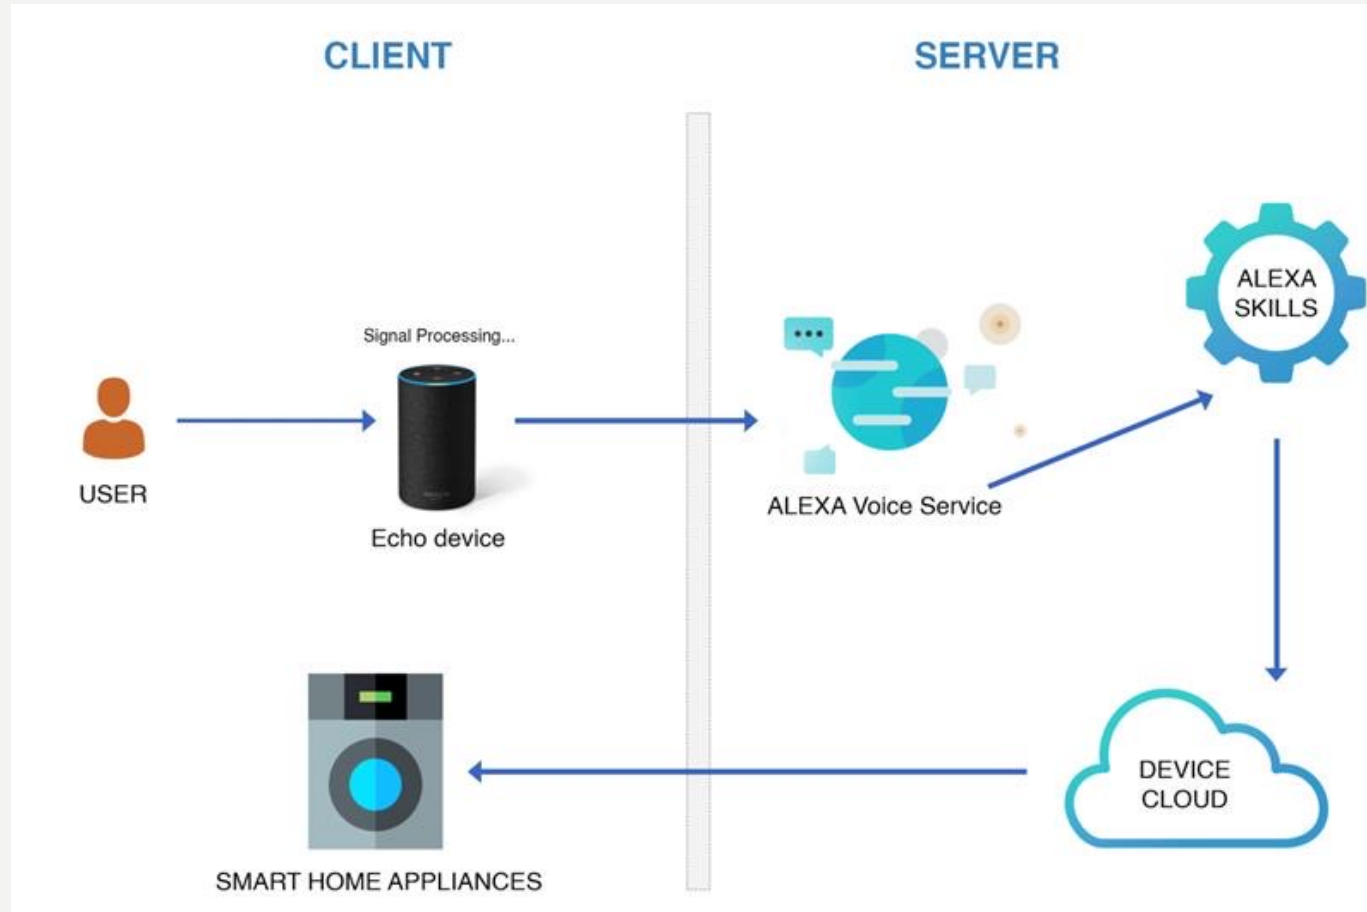 CLIENT
SERVER
ALEXA
SKILLS
Signal Processing...
USER
Echo device
ALEXA Voice Service
DEVICE
CLOUD
SMART HOME APPLIANCES